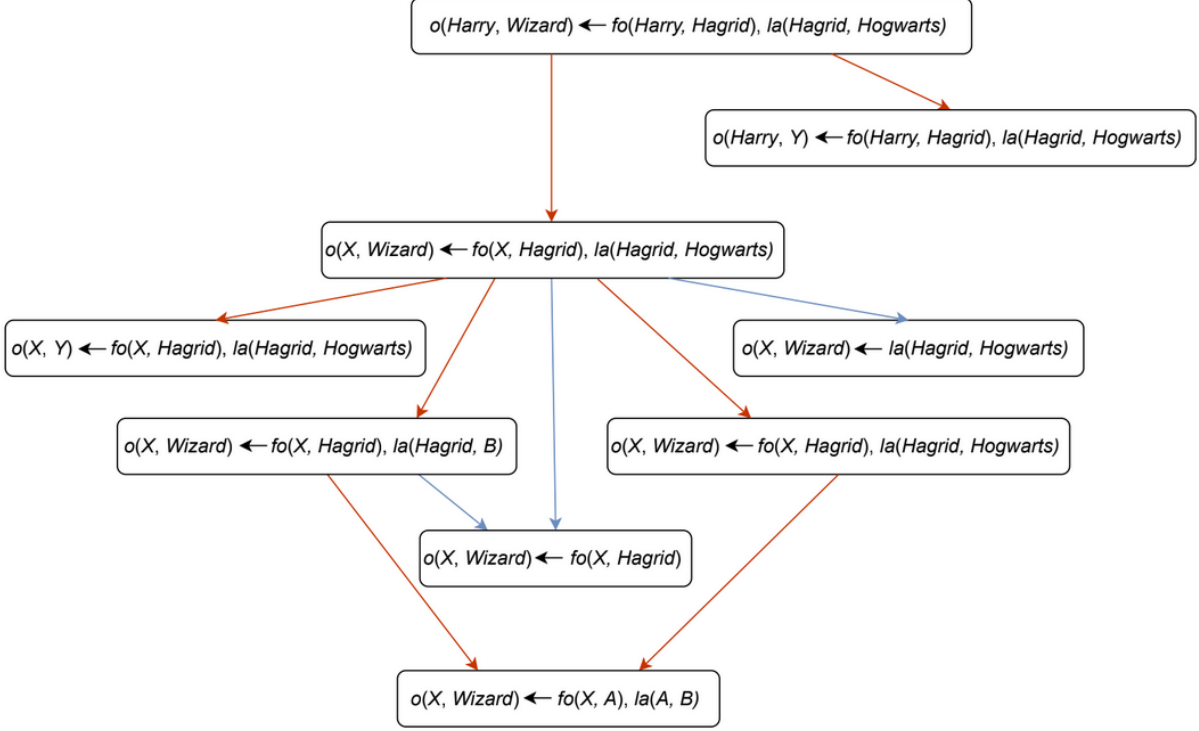 o(Harry, Wizard) ← fo(Harry, Hagrid), la(Hagrid, Hogwarts)
o(Harry, Y) ← fo(Harry, Hagrid), la(Hagrid, Hogwarts)
o(X, Wizard) ← fo(X, Hagrid), la(Hagrid, Hogwarts)
o(X, Y) ← fo(X, Hagrid), la(Hagrid, Hogwarts)
o(X, Wizard) ← la(Hagrid, Hogwarts)
o(X, Wizard) ← fo(X, Hagrid), la(Hagrid, B)
o(X, Wizard) ← fo(X, Hagrid), la(Hagrid, Hogwarts)
o(X, Wizard) ← fo(X, Hagrid)
o(X, Wizard) ← fo(X, A), la(A, B)